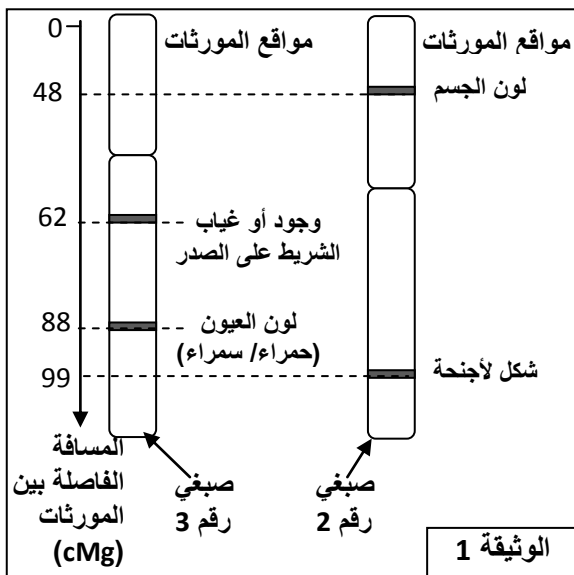 مواقع المورثات
مواقع المورثات
0
لون الجسم
48
62
وجود أو غياب
الشريط على الصدر
88
لون العيون
(حمراء/ سمراء)
99
شكل لأجنحة
المسافة
الفاصلة بين
المورثات
(cMg)
صبغي
رقم 3
صبغي
رقم 2
الوثيقة 1